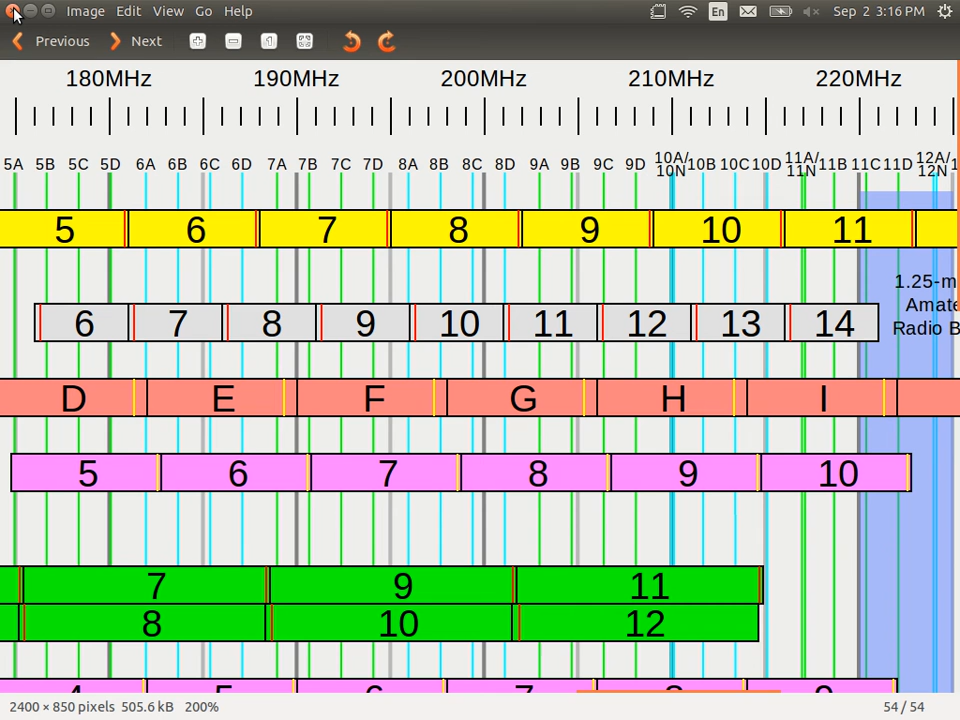 Image Edit View Go Help En Sep 2 3:16 PM
Previous Next 1
180MHz 190MHz 200MHz 210MHz 220MHz
5A 5B 5C 5D 6A 6B 6C 6D 7A 7B 7C 7D 8A 8B 8C 8D 9A 9B 9C 9D 10A/ 10B 10C 10D 11A/ 11B 11C 11D 12A/
10N 11N 12N
5 6 7 8 9 10 11
1.25-m
Amate
Radio B
6 7 8 9 10 11 12 13 14
D E F G H I
5 6 7 8 9 10
7 9 11
8 10 12
2400 × 850 pixels 505.6 kB 200% 54 / 54